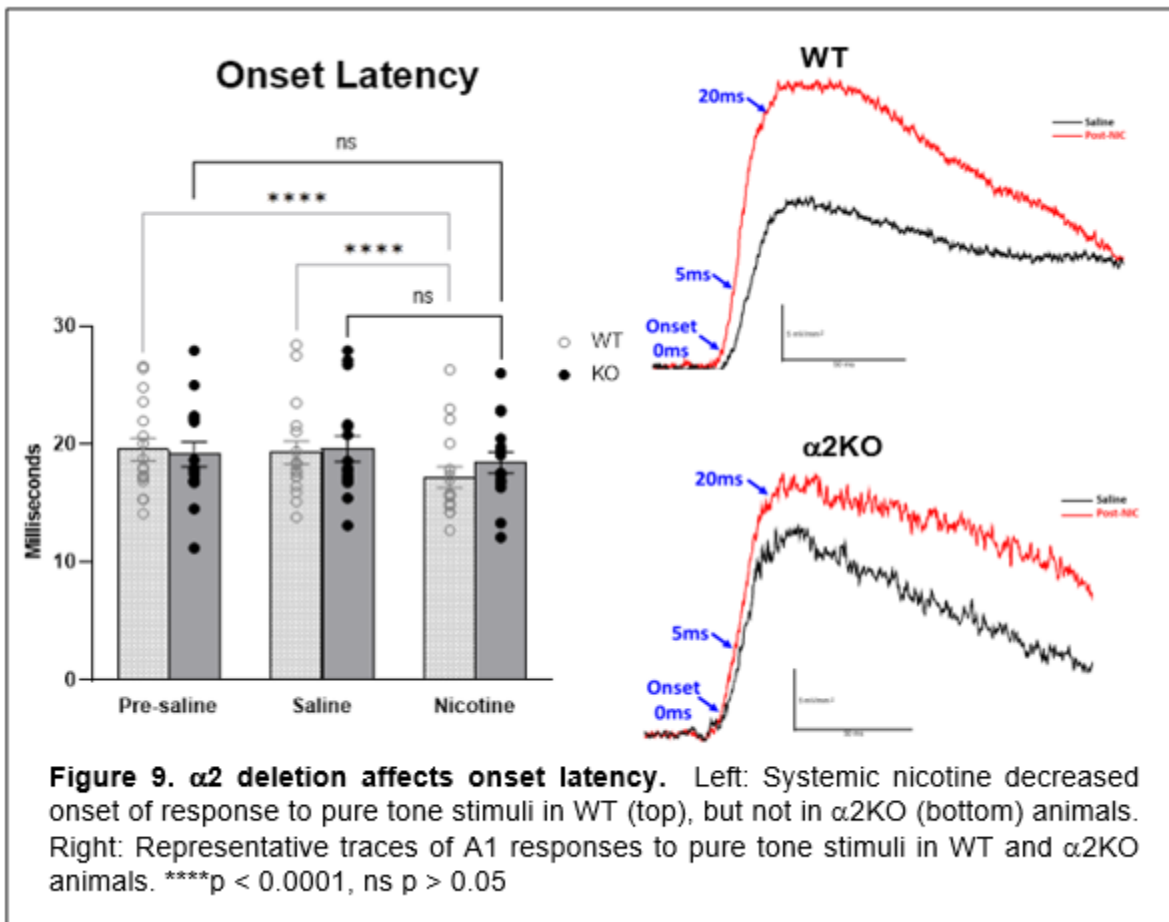 Onset Latency
ns
****
****
ns
30
20
10
0
Milliseconds
WT
KO
Pre-saline
Saline
Nicotine
WT
20ms
5ms
Onset
0ms
Saline
Post-NIC
50 ms
α2KO
20ms
5ms
Onset
0ms
Saline
Post-NIC
Figure 9. α2 deletion affects onset latency. Left: Systemic nicotine decreased
onset of response to pure tone stimuli in WT (top), but not in α2KO (bottom) animals.
Right: Representative traces of A1 responses to pure tone stimuli in WT and α2KO
animals. ****p < 0.0001, ns p > 0.05